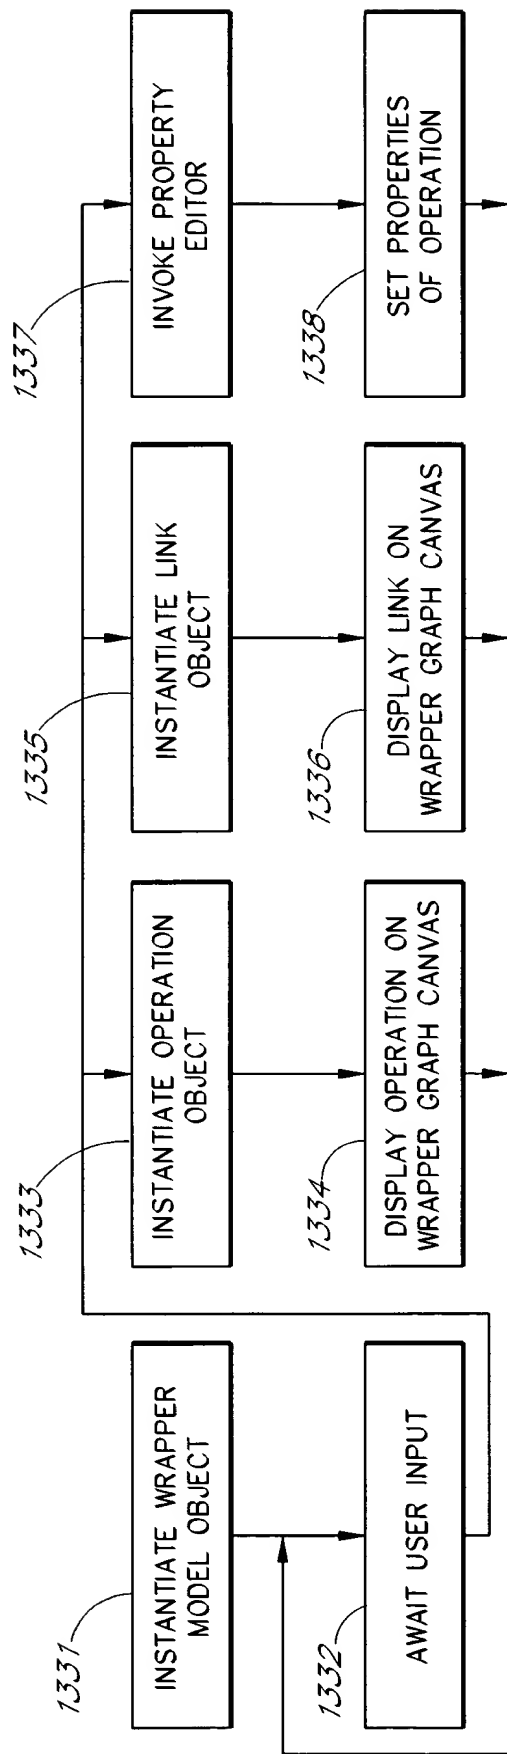 1331
INSTANTIATE WRAPPER
MODEL OBJECT
1332
AWAIT USER INPUT
1333
INSTANTIATE OPERATION
OBJECT
1334
DISPLAY OPERATION ON
WRAPPER GRAPH CANVAS
1335
INSTANTIATE LINK
OBJECT
1336
DISPLAY LINK ON
WRAPPER GRAPH CANVAS
1337
INVOKE PROPERTY
EDITOR
1338
SET PROPERTIES
OF OPERATION